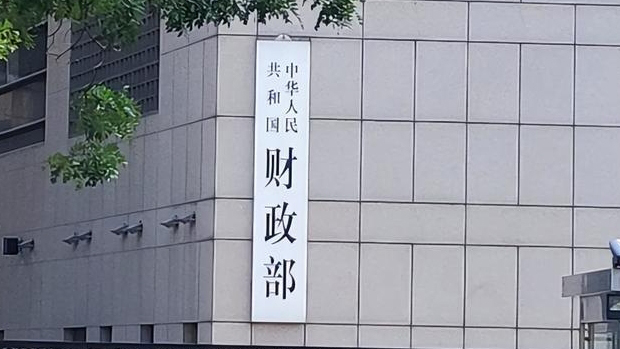 中华人民
共和国
财政部